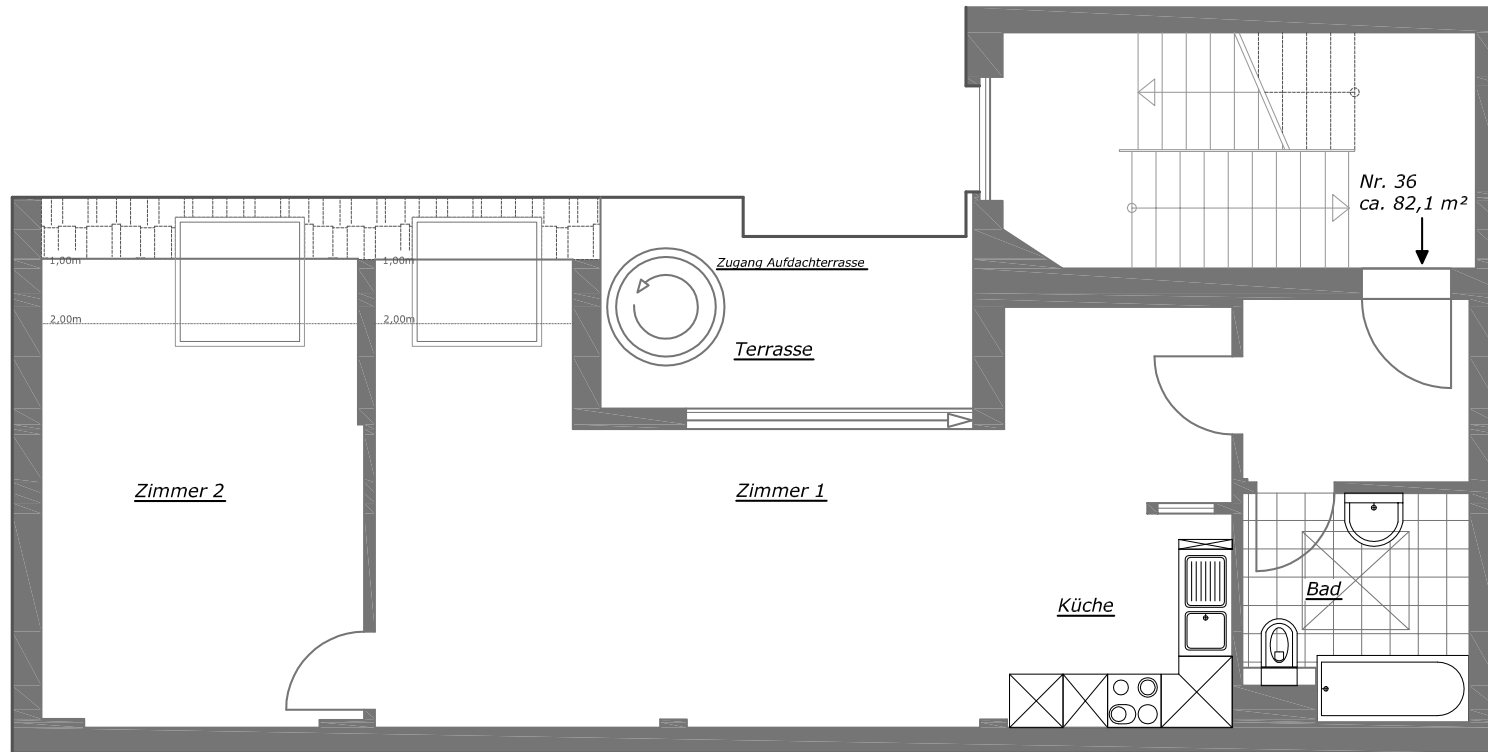 Nr. 36
ca. 82,1 m²
1,00m
1,00m
Zugang Aufdachterrasse
2,00m
2,00m
Terrasse
Zimmer 2
Zimmer 1
Bad
Küche